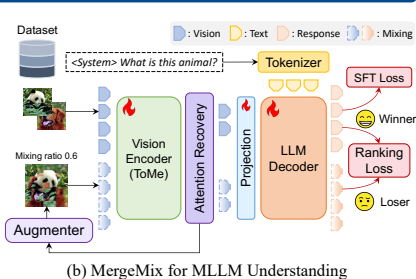 Dataset
: Vision : Text : Response : Mixing
<System> What is this animal?
Tokenizer
SFT Loss
Vision
Encoder
(ToMe)
Attention Recovery
Projection
LLM
Decoder
Winner
Ranking
Loss
Loser
Mixing ratio 0.6
Augmenter
(b) MergeMix for MLLM Understanding